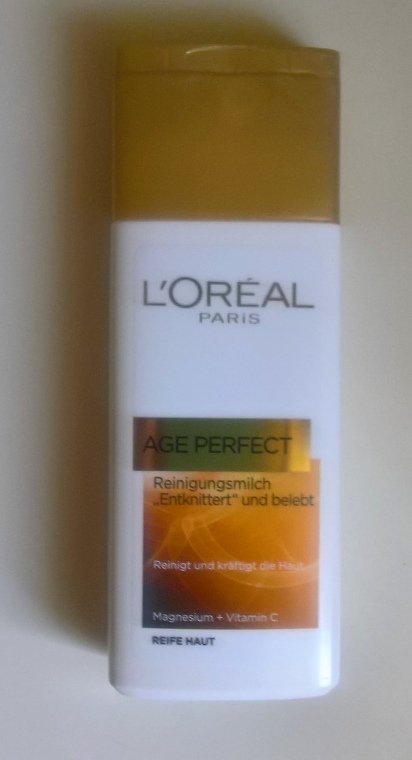 L'ORÉAL
PARIS
AGE PERFECT
Reinigungsmilch
„Entknittert" und belebt
Reinigt und kräftigt die Haut
Magnesium + Vitamin C
REIFE HAUT